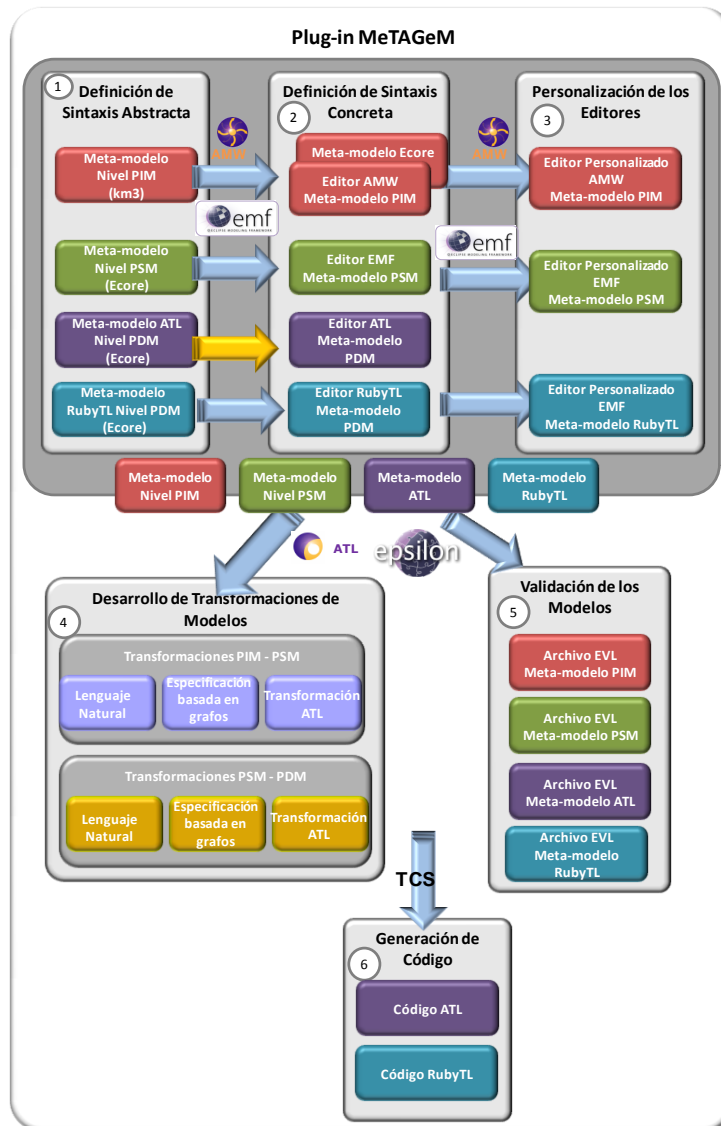 Plug-in MeTAGeM
1
Definición de
Sintaxis Abstracta
Meta-modelo
Nivel PIM
(km3)
Meta-modelo
Nivel PSM
(Ecore)
Meta-modelo ATL
Nivel PDM
(Ecore)
Meta-modelo
RubyTL Nivel PDM
(Ecore)
AMW
emf
ECLIPSE MODELING FRAMEWORK
2
Definición de Sintaxis
Concreta
Meta-modelo Ecore
Editor AMW
Meta-modelo PIM
Editor EMF
Meta-modelo PSM
Editor ATL
Meta-modelo
PDM
Editor RubyTL
Meta-modelo
PDM
AMW
emf
ECLIPSE MODELING FRAMEWORK
Personalización de los
Editores
3
Editor Personalizado
AMW
Meta-modelo PIM
Editor Personalizado
EMF
Meta-modelo PSM
Editor Personalizado
EMF
Meta-modelo RubyTL
Meta-modelo
Nivel PIM
Meta-modelo
Nivel PSM
Meta-modelo
ATL
Meta-modelo
RubyTL
ATL
epsilon
4
Desarrollo de Transformaciones de
Modelos
Transformaciones PIM - PSM
Lenguaje
Natural
Especificación
basada en
grafos
Transformación
ATL
Transformaciones PSM - PDM
Lenguaje
Natural
Especificación
basada en
grafos
Transformación
ATL
Validación de los
Modelos
5
Archivo EVL
Meta-modelo PIM
Archivo EVL
Meta-modelo PSM
Archivo EVL
Meta-modelo ATL
Archivo EVL
Meta-modelo
RubyTL
TCS
Generación de
Código
6
Código ATL
Código RubyTL